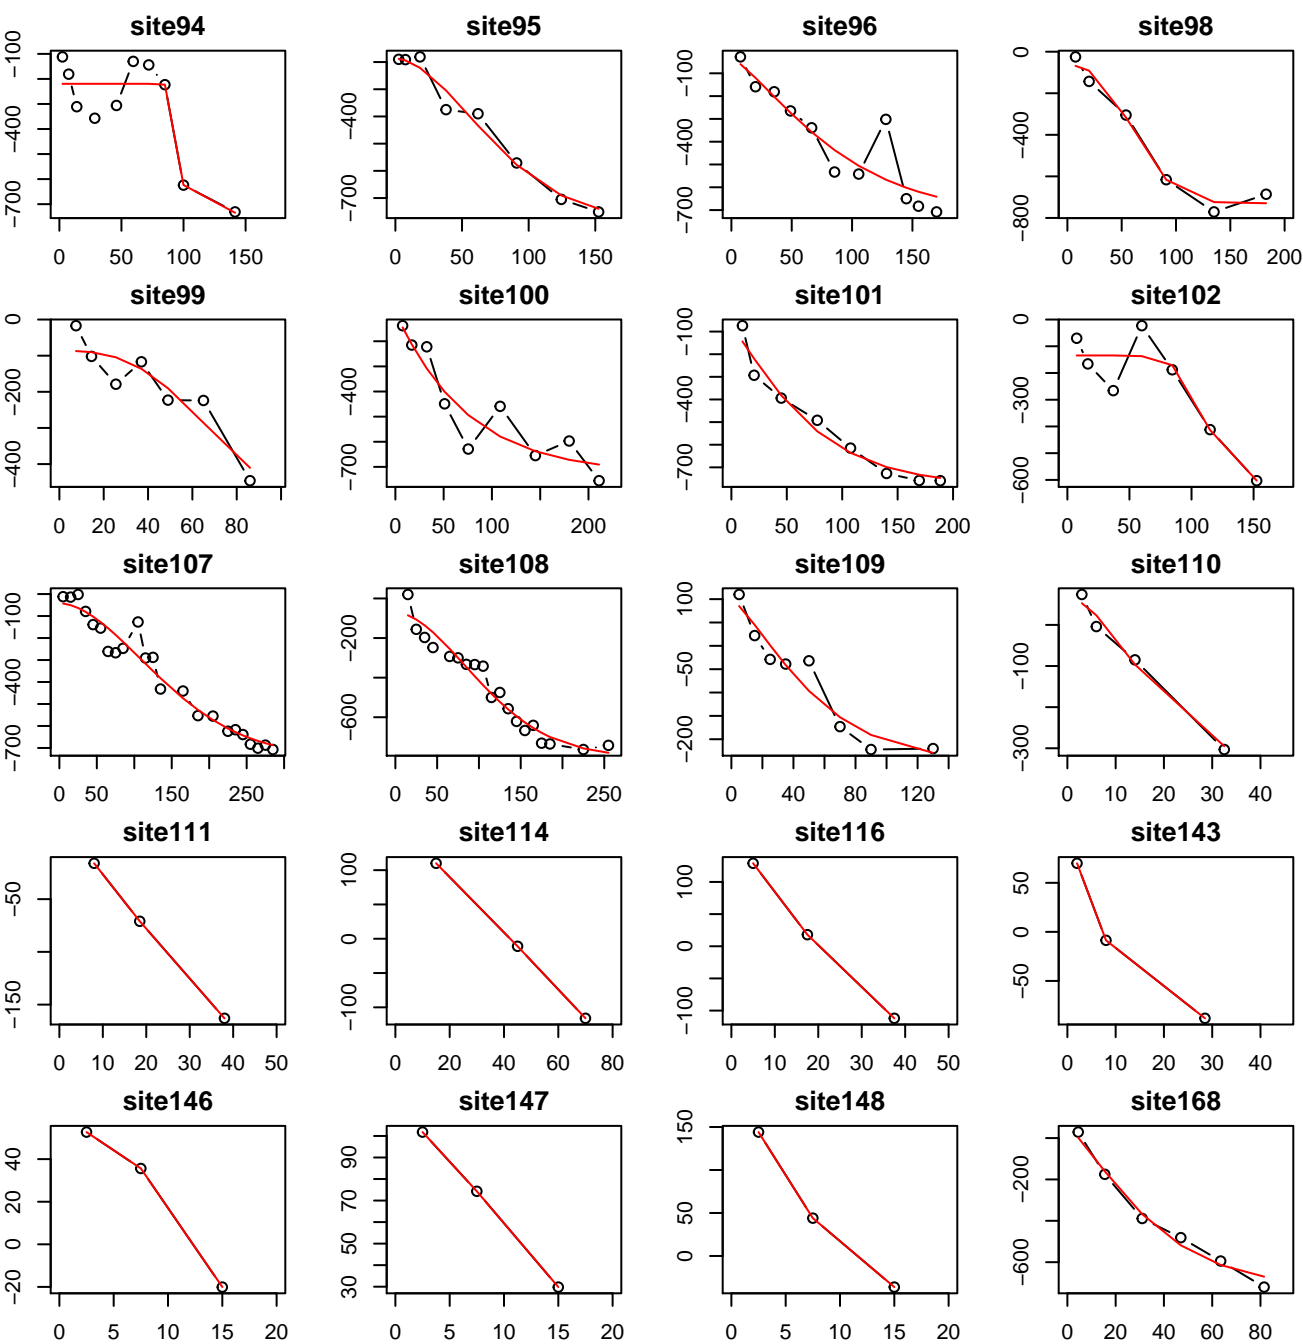 site94 site95 site96 site98
−100 −400 −700 −400 −700 −100 −400 −700 0 −400 −800
0 50 100 150 0 50 100 150 0 50 100 150 0 50 100 150 200
site99 site100 site101 site102
0 −200 −400 −400 −700 −100 −400 −700 0 −300 −600
0 20 40 60 80 0 50 100 200 0 50 100 150 200 0 50 100 150
site107 site108 site109 site110
−100 −400 −700 −200 −600 100 −50 −200 −100 −300
0 50 150 250 0 50 150 250 0 40 80 120 0 10 20 30 40
site111 site114 site116 site143
−50 −150 100 0 −100 100 0 −100 50 0 −50
0 10 20 30 40 50 0 20 40 60 80 0 10 20 30 40 50 0 10 20 30 40
site146 site147 site148 site168
40 20 0 −20 90 70 50 30 150 50 0 −200 −600
0 5 10 15 20 0 5 10 15 20 0 5 10 15 20 0 20 40 60 80